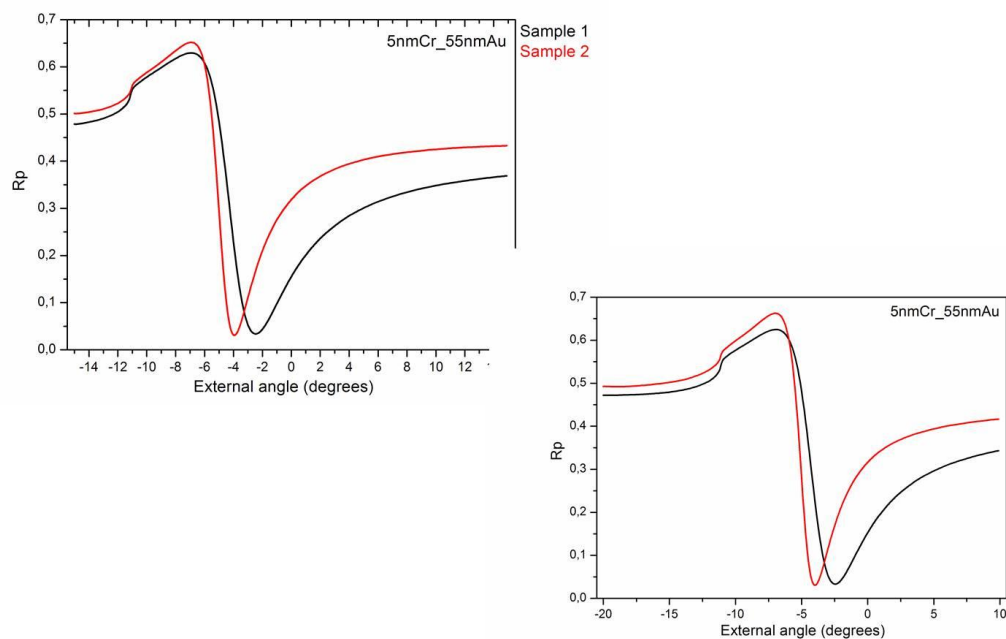 0,7
5nmCr_55nmAu
Sample 1
Sample 2
0,6
0,5
0,4
Rp
0,3
0,2
0,1
0,0
-14 -12 -10 -8 -6 -4 -2 0 2 4 6 8 10 12
External angle (degrees)
0,7
5nmCr_55nmAu
0,6
0,5
0,4
Rp
0,3
0,2
0,1
0,0
-20 -15 -10 -5 0 5 10
External angle (degrees)